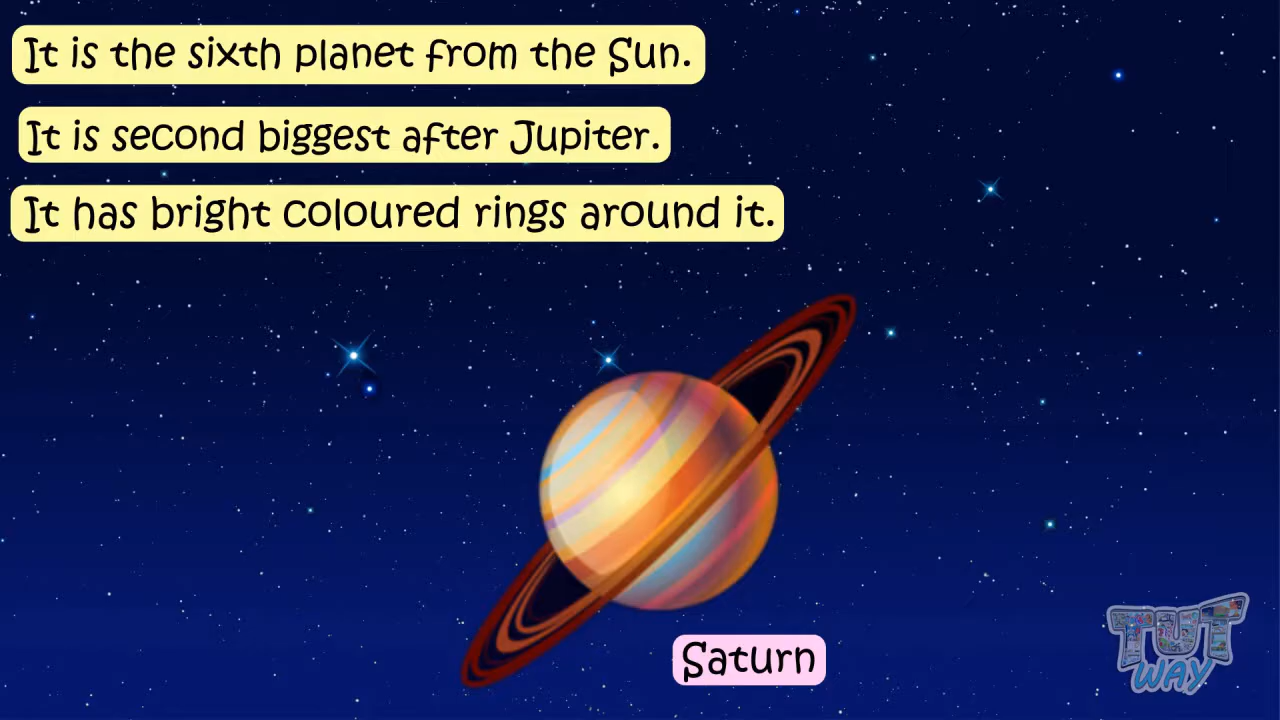 It is the sixth planet from the Sun.
It is second biggest after Jupiter.
It has bright coloured rings around it.
Saturn
TUT
WAY